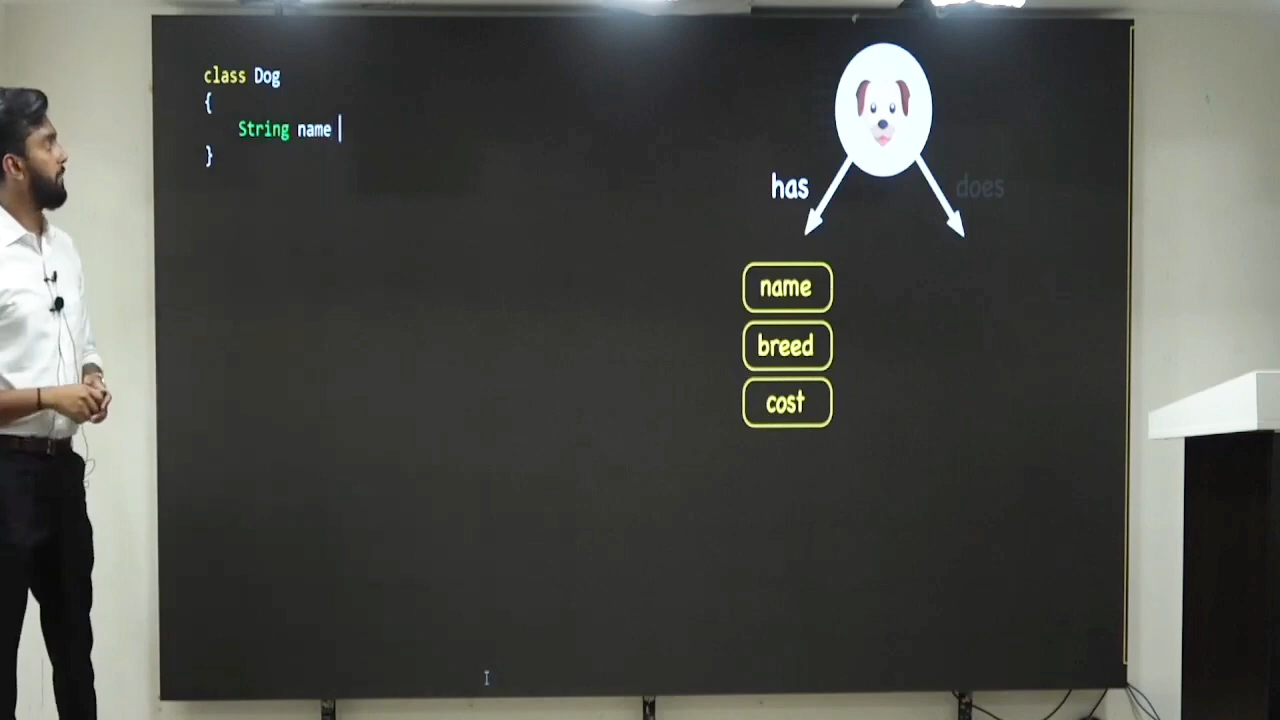 class Dog
{
String name
}
has
does
name
breed
cost